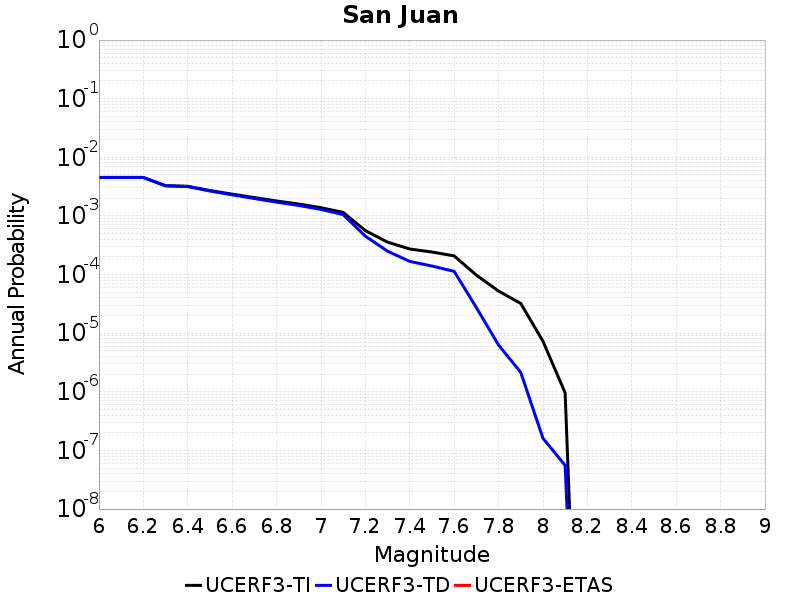 San Juan
10^0
10^-1
10^-2
10^-3
10^-4
10^-5
10^-6
10^-7
10^-8
Annual Probability
6 6.2 6.4 6.6 6.8 7 7.2 7.4 7.6 7.8 8 8.2 8.4 8.6 8.8 9
Magnitude
UCERF3-TI UCERF3-TD UCERF3-ETAS